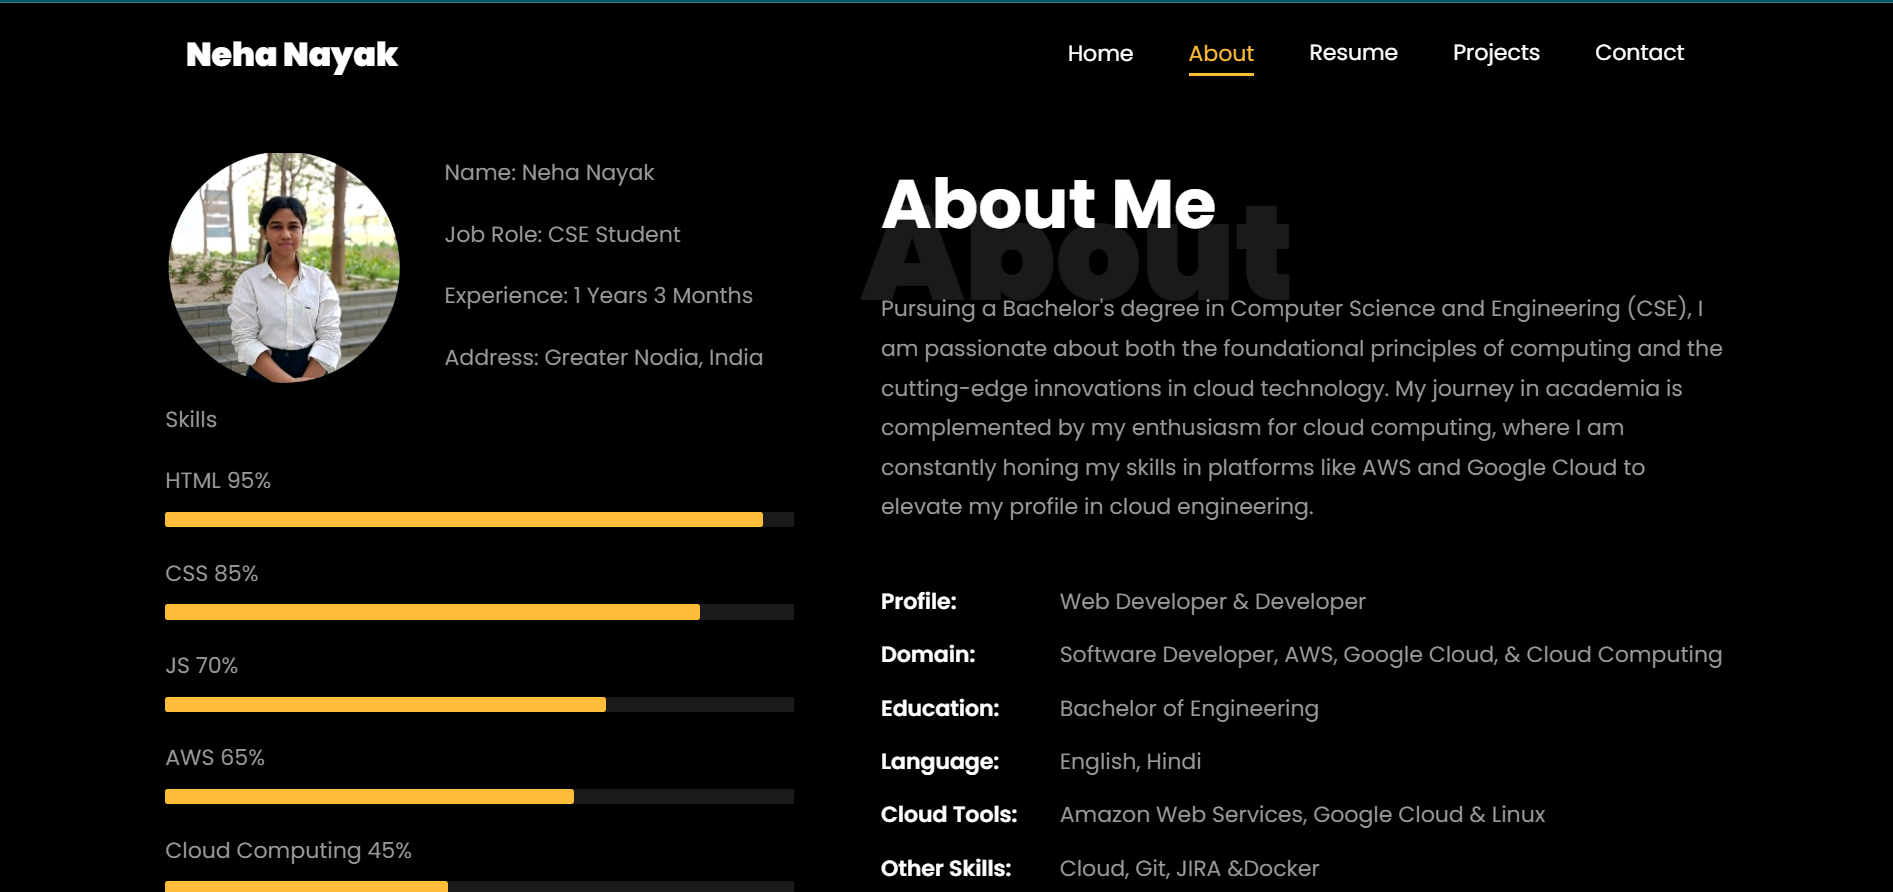 Neha Nayak
Home
About
Resume
Projects
Contact
Name: Neha Nayak
Job Role: CSE Student
Experience: 1 Years 3 Months
Address: Greater Nodia, India
Skills
HTML 95%
CSS 85%
JS 70%
AWS 65%
Cloud Computing 45%
About Me
About
Pursuing a Bachelor's degree in Computer Science and Engineering (CSE), I
am passionate about both the foundational principles of computing and the
cutting-edge innovations in cloud technology. My journey in academia is
complemented by my enthusiasm for cloud computing, where I am
constantly honing my skills in platforms like AWS and Google Cloud to
elevate my profile in cloud engineering.
Profile: Web Developer & Developer
Domain: Software Developer, AWS, Google Cloud, & Cloud Computing
Education: Bachelor of Engineering
Language: English, Hindi
Cloud Tools: Amazon Web Services, Google Cloud & Linux
Other Skills: Cloud, Git, JIRA &Docker